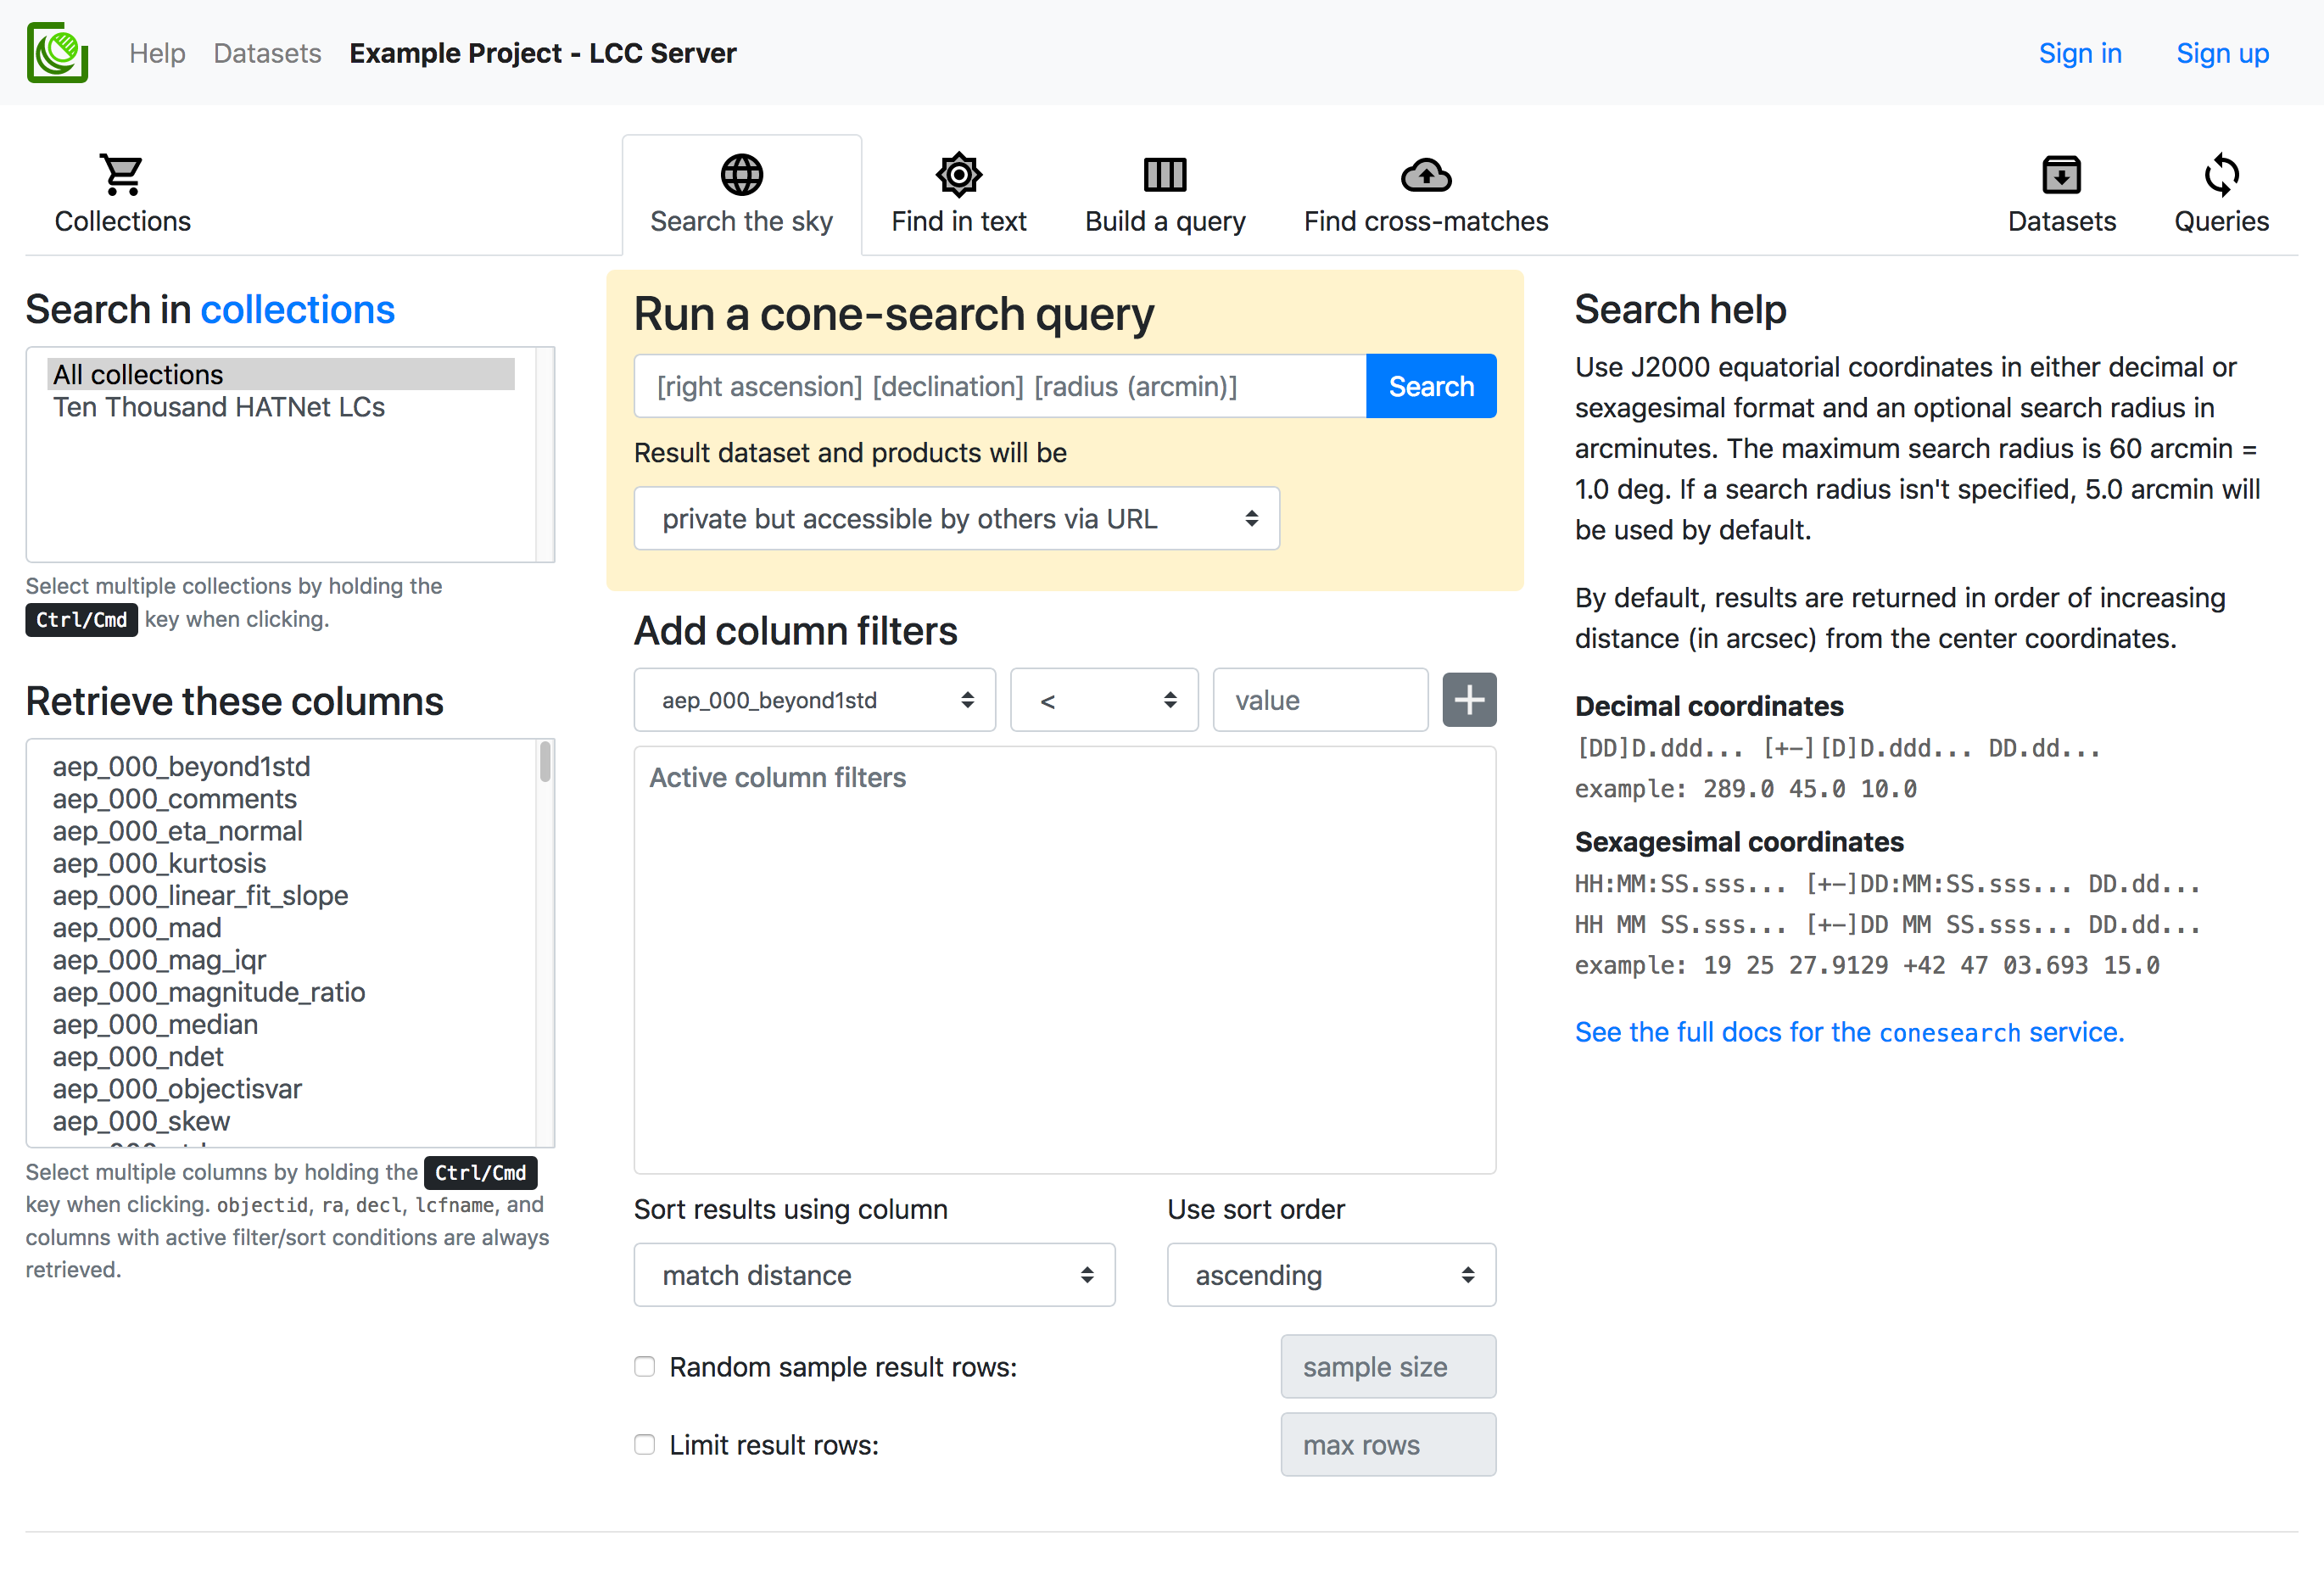 Help Datasets Example Project - LCC Server
Sign in Sign up
Collections
Search the sky
Find in text
Build a query
Find cross-matches
Datasets
Queries
Search in collections
All collections
Ten Thousand HATNet LCs
Select multiple collections by holding the
Ctrl/Cmd key when clicking.
Retrieve these columns
aep_000_beyond1std
aep_000_comments
aep_000_eta_normal
aep_000_kurtosis
aep_000_linear_fit_slope
aep_000_mad
aep_000_mag_iqr
aep_000_magnitude_ratio
aep_000_median
aep_000_ndet
aep_000_objectisvar
aep_000_skew
Select multiple columns by holding the Ctrl/Cmd
key when clicking. objectid, ra, decl, lcfname, and
columns with active filter/sort conditions are always
retrieved.
Run a cone-search query
[right ascension] [declination] [radius (arcmin)]
Search
Result dataset and products will be
private but accessible by others via URL
Add column filters
aep_000_beyond1std
<
value
Active column filters
Sort results using column
Use sort order
match distance
ascending
Random sample result rows:
sample size
Limit result rows:
max rows
Search help
Use J2000 equatorial coordinates in either decimal or
sexagesimal format and an optional search radius in
arcminutes. The maximum search radius is 60 arcmin =
1.0 deg. If a search radius isn't specified, 5.0 arcmin will
be used by default.
By default, results are returned in order of increasing
distance (in arcsec) from the center coordinates.
Decimal coordinates
[DD]D.ddd... [+-][D]D.ddd... DD.dd...
example: 289.0 45.0 10.0
Sexagesimal coordinates
HH:MM:SS.sss... [+-]DD:MM:SS.sss... DD.dd...
HH MM SS.sss... [+-]DD MM SS.sss... DD.dd...
example: 19 25 27.9129 +42 47 03.693 15.0
See the full docs for the conesearch service.